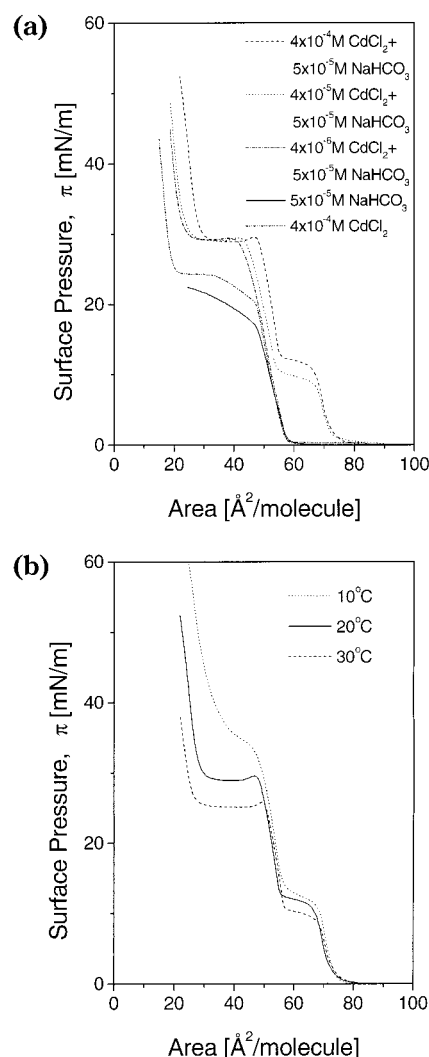 (a)
60
40
20
0
0 20 40 60 80 100
Surface Pressure, π [mN/m]
Area [Å²/molecule]
4x10⁻⁴M CdCl₂+
5x10⁻⁵M NaHCO₃
4x10⁻⁵M CdCl₂+
5x10⁻⁵M NaHCO₃
4x10⁻⁶M CdCl₂+
5x10⁻⁵M NaHCO₃
5x10⁻⁵M NaHCO₃
4x10⁻⁴M CdCl₂
(b)
60
40
20
0
0 20 40 60 80 100
Surface Pressure, π [mN/m]
Area [Å²/molecule]
10°C
20°C
30°C